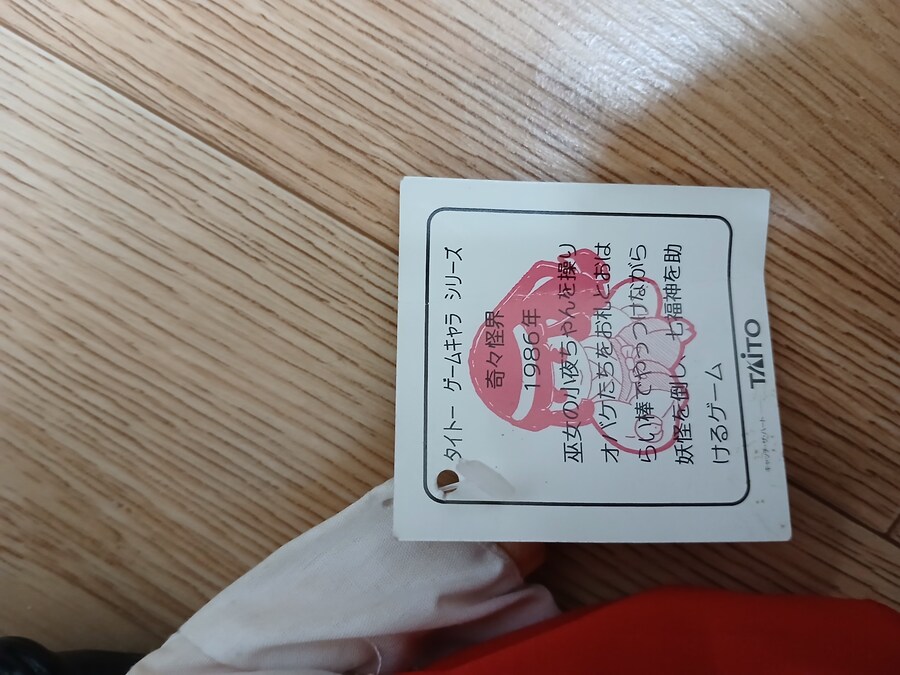 タイトー ゲームキャラ シリーズ
奇々怪界
1986年
巫女の小夜ちゃんを操り
オバケたちをお札とおは
らい棒でやっつけながら
妖怪を倒し、七福神を助
けるゲーム
TAITO